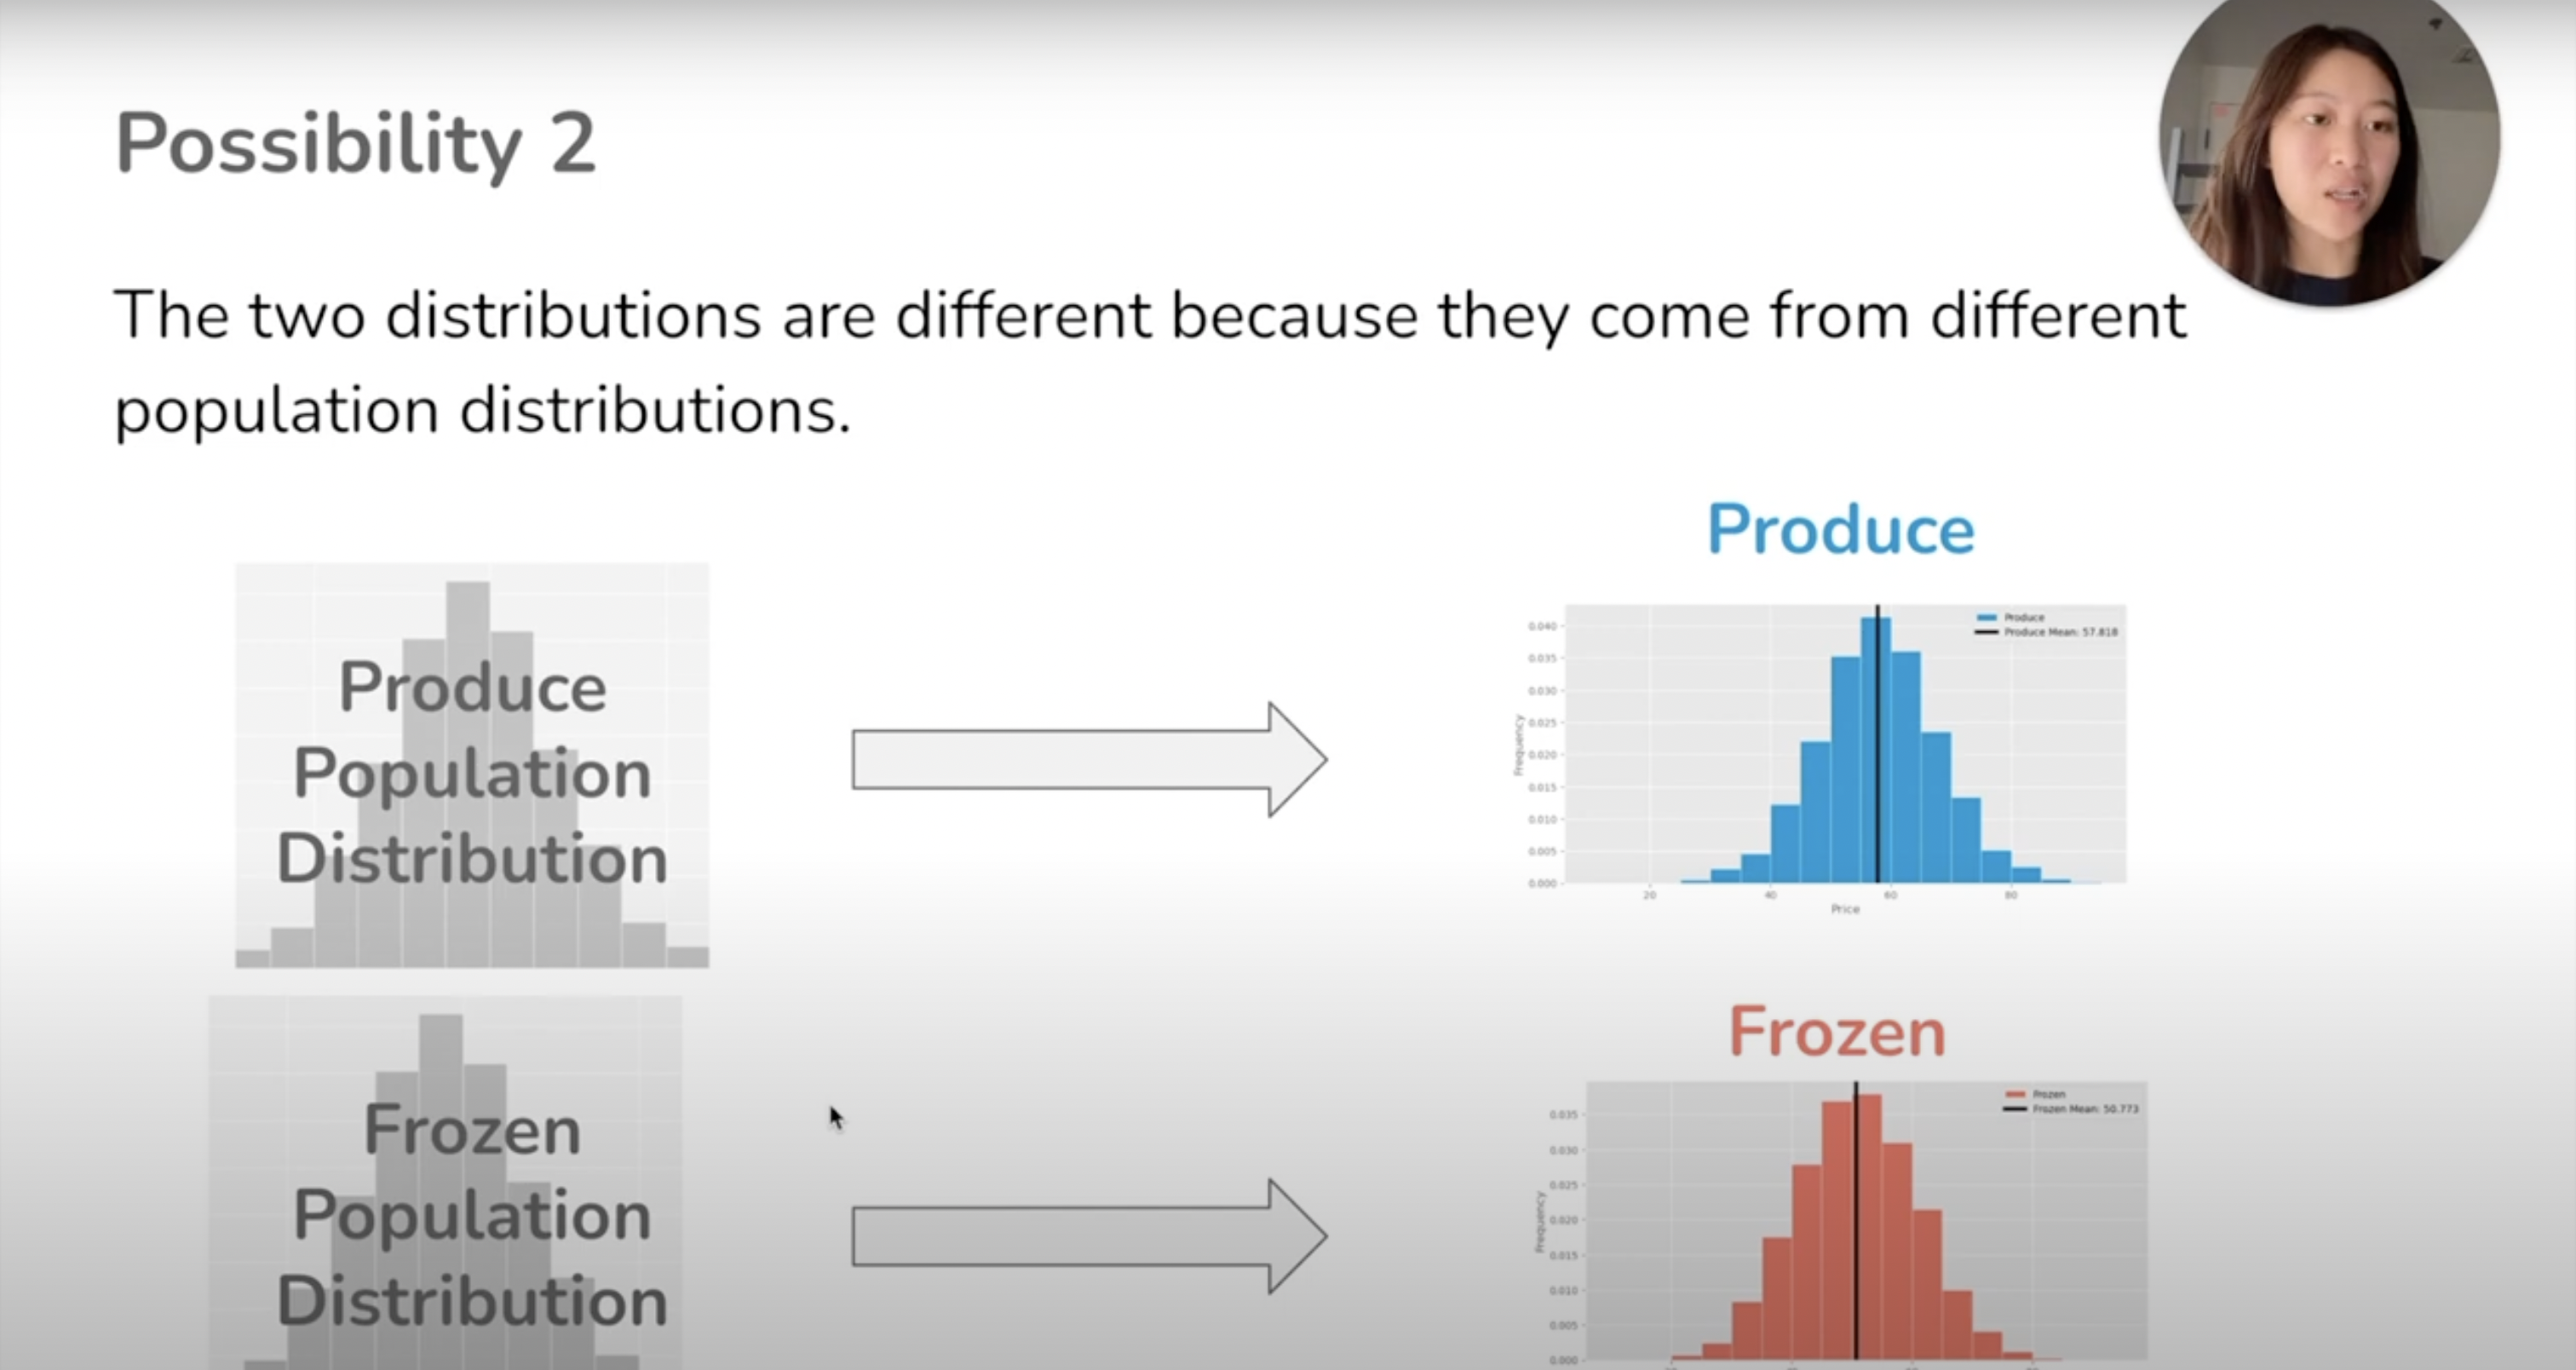 Possibility 2
The two distributions are different because they come from different
population distributions.
Produce
Population
Distribution
Produce
Produce
Produce Mean: 57.818
0.040
0.035
0.030
0.025
0.020
0.015
0.010
0.005
0.000
Frequency
20 40 60 80
Price
Frozen
Population
Distribution
Frozen
Frozen
Frozen Mean: 50.773
0.035
0.030
0.025
0.020
0.015
0.010
0.005
0.000
Frequency